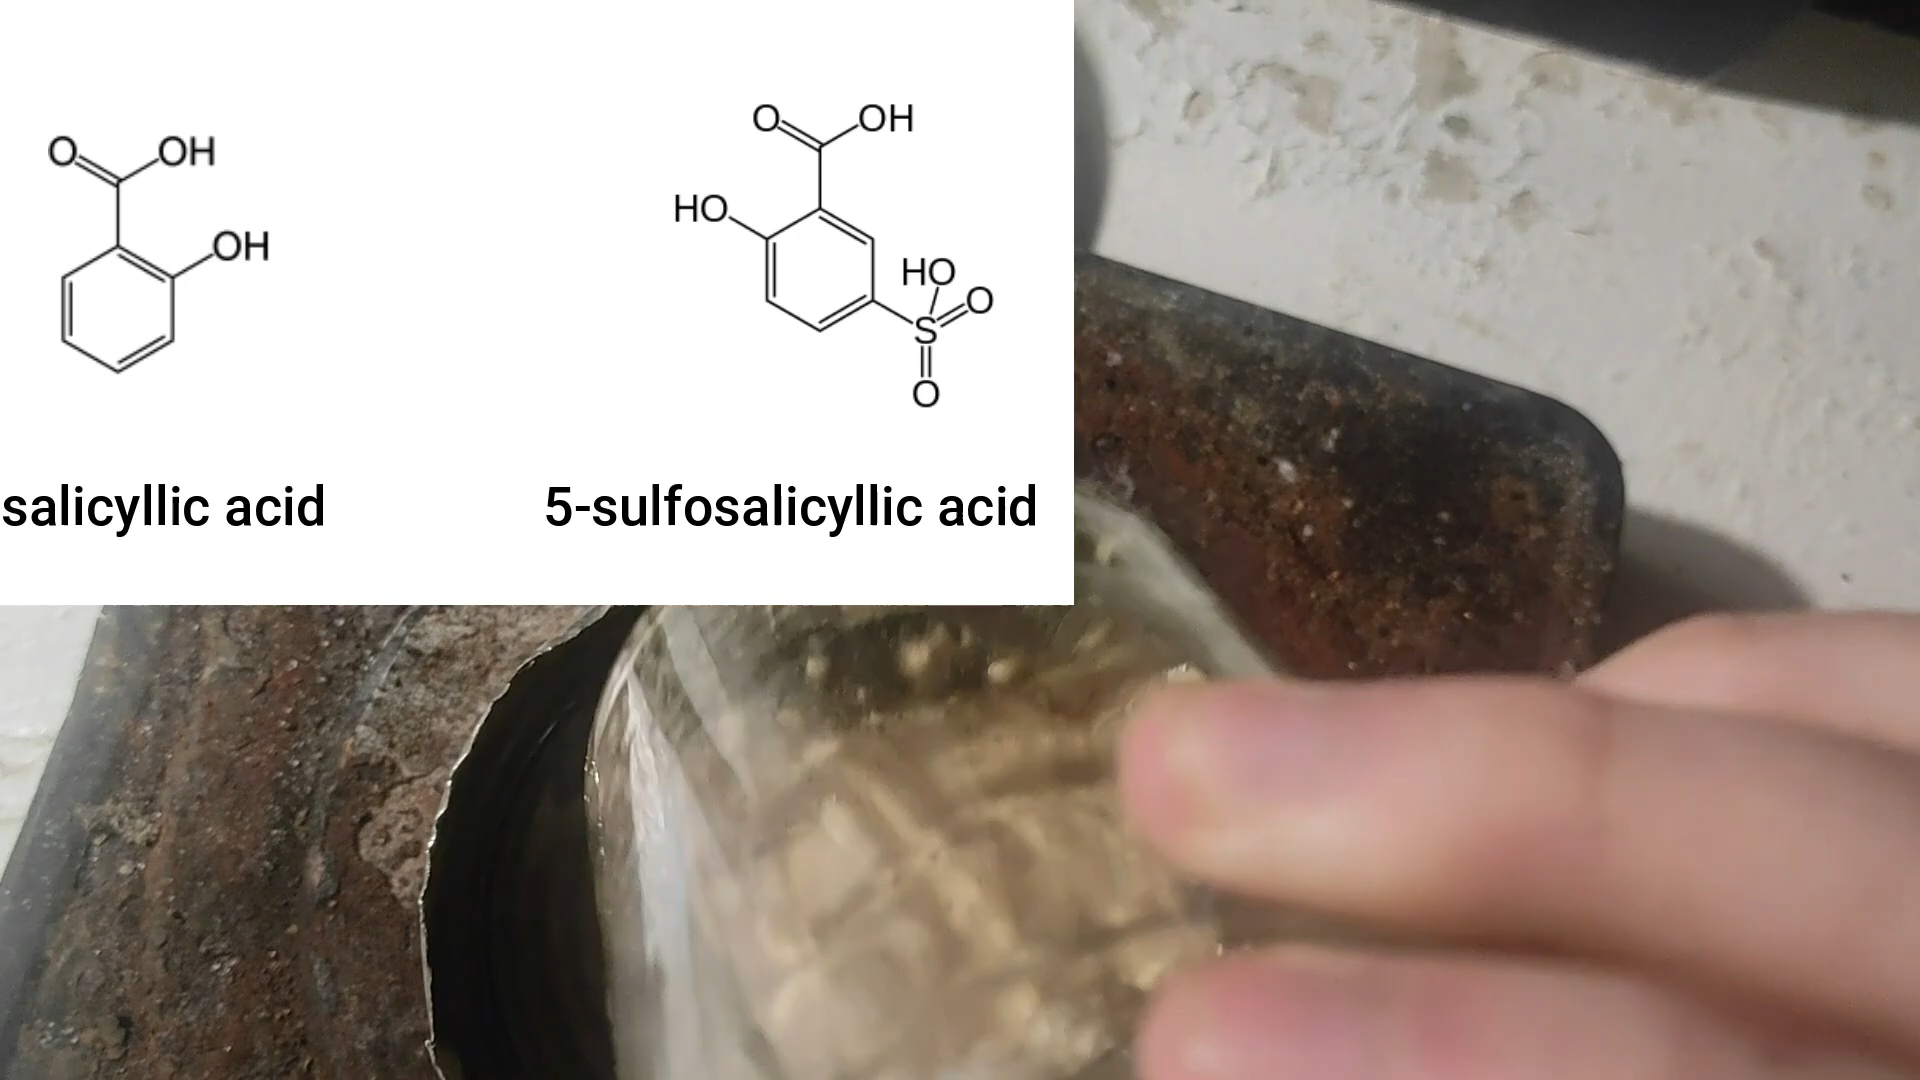 O OH
OH
salicyllic acid
O OH
HO
HO
O
S
O
5-sulfosalicyllic acid